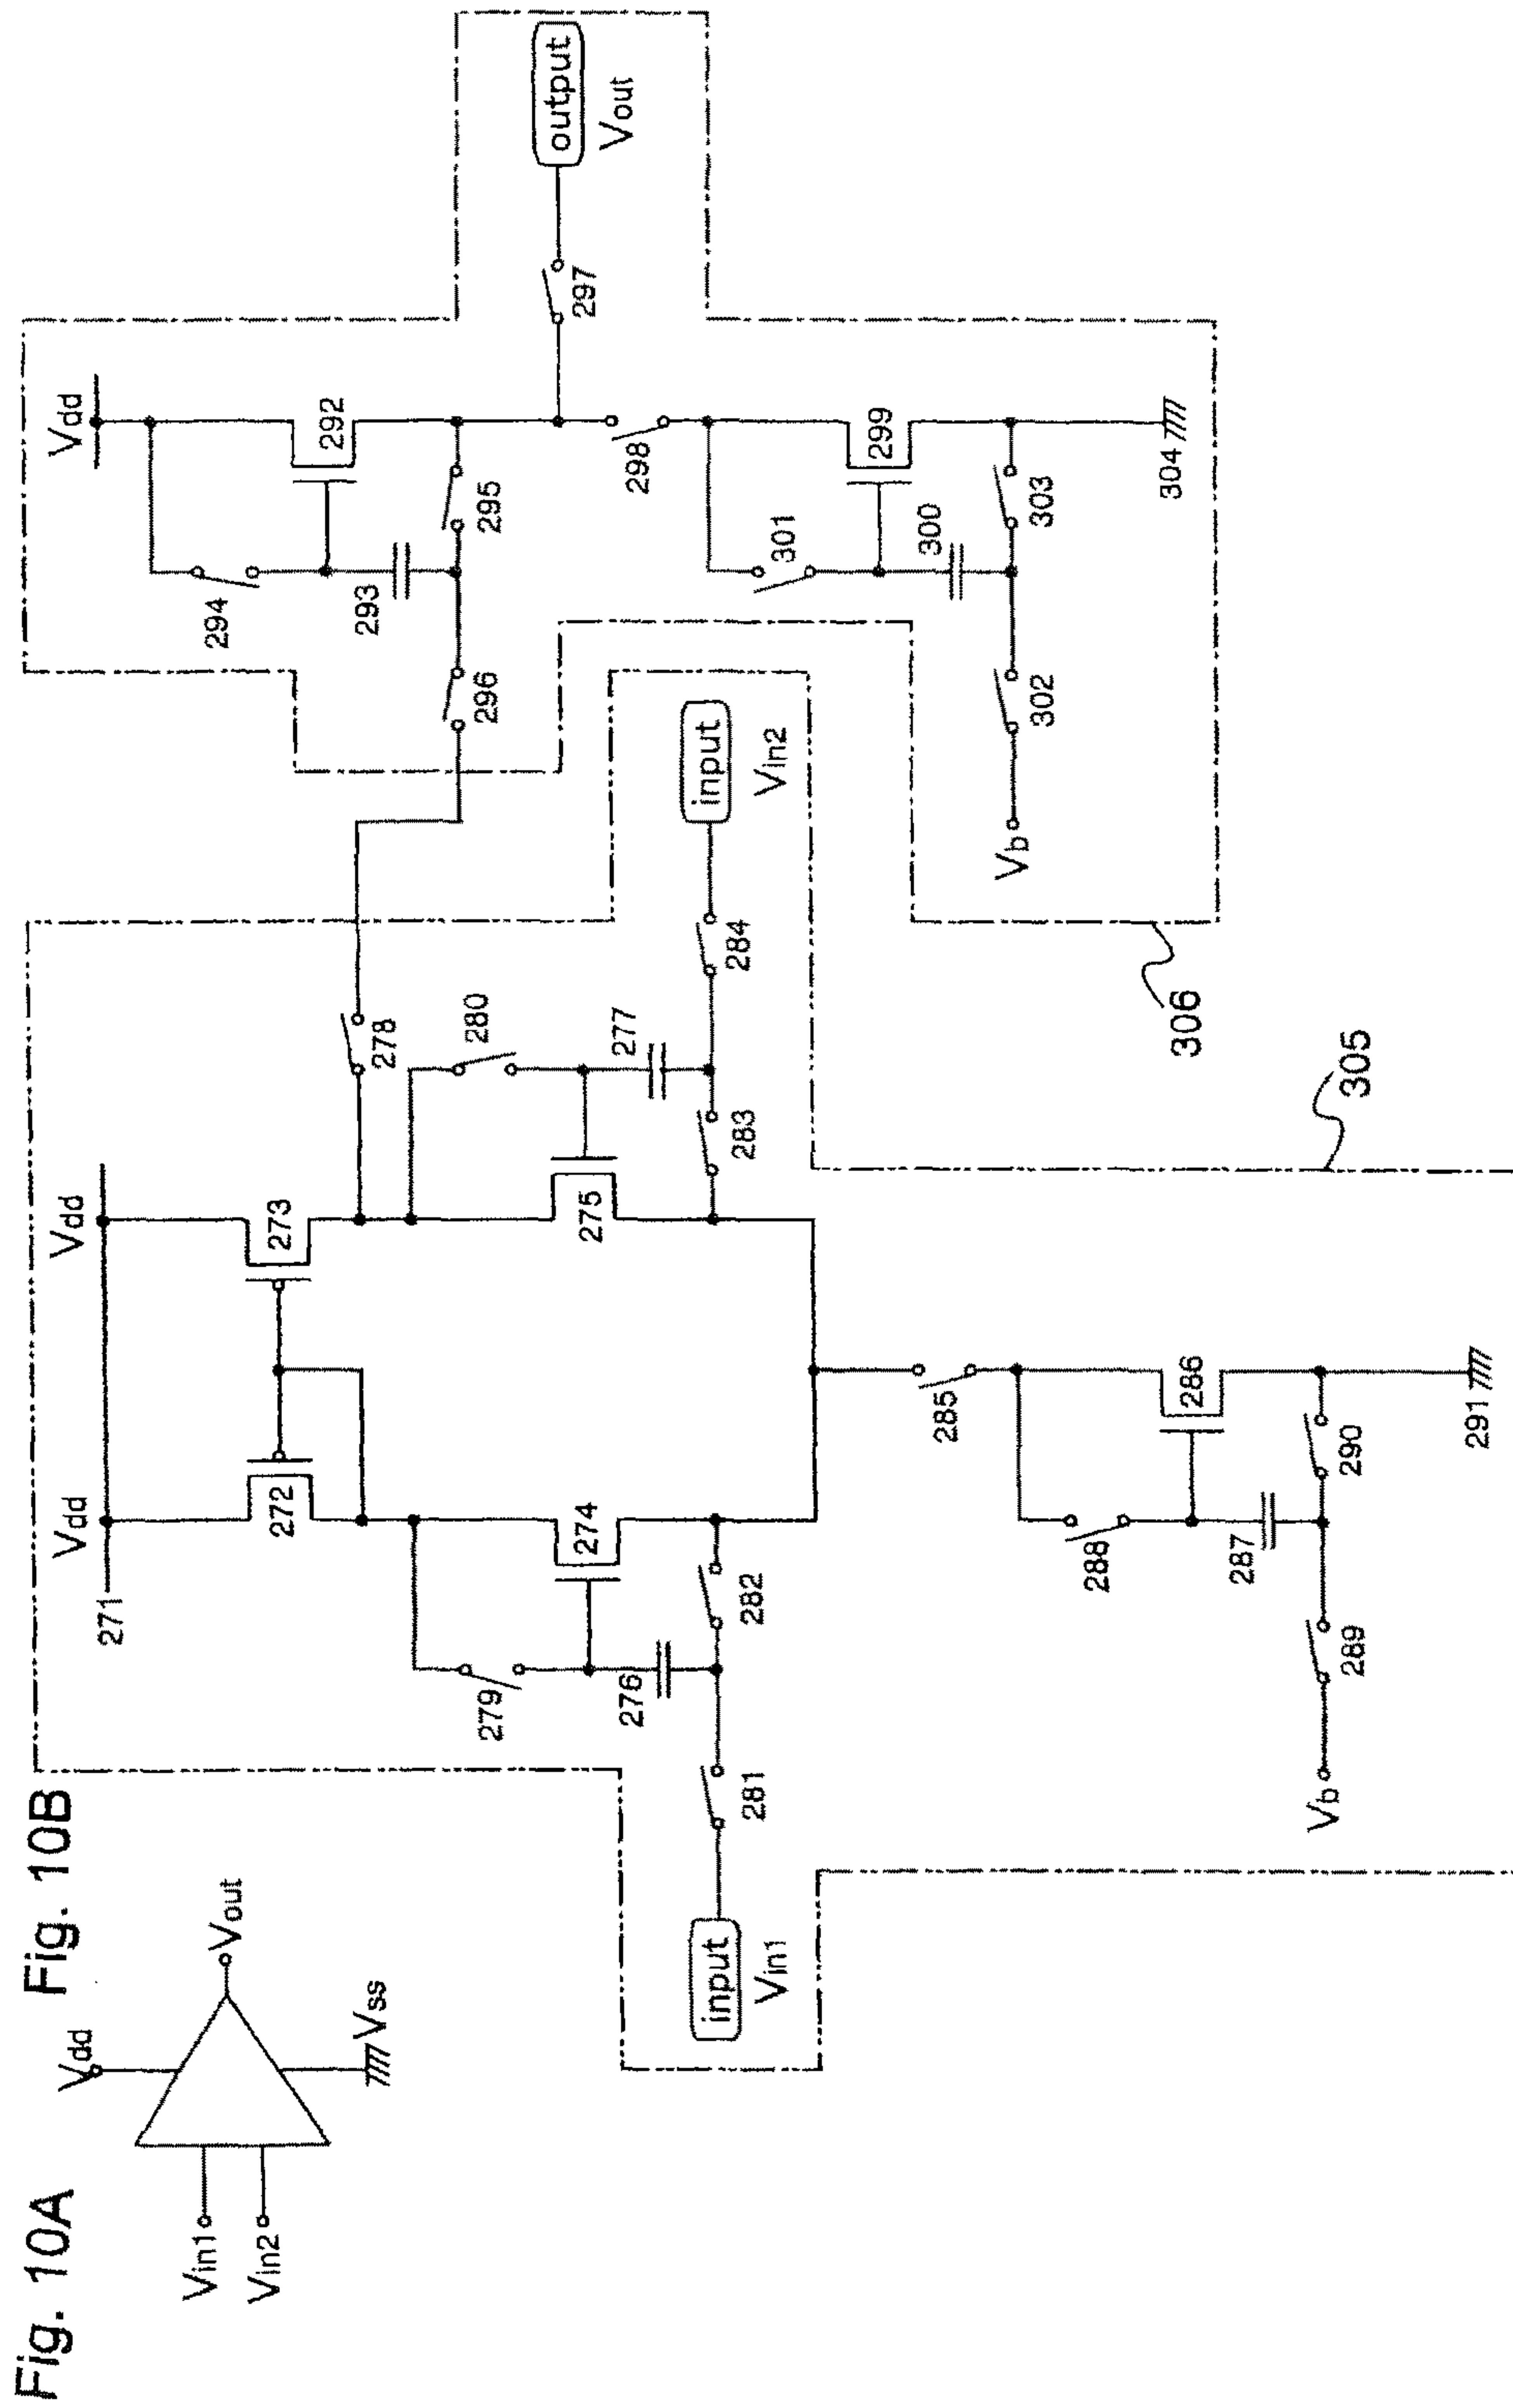 Fig. 10A
Vdd
Vin1
Vin2
Vout
Vss
Fig. 10B
271
Vdd
Vdd
272
273
278
279
274
280
275
276
277
input
Vin1
281
282
283
284
input
Vin2
285
286
288
287
Vb
289
290
291
305
Vdd
294
292
293
296
295
297
output
Vout
298
301
299
300
Vb
302
303
304
306